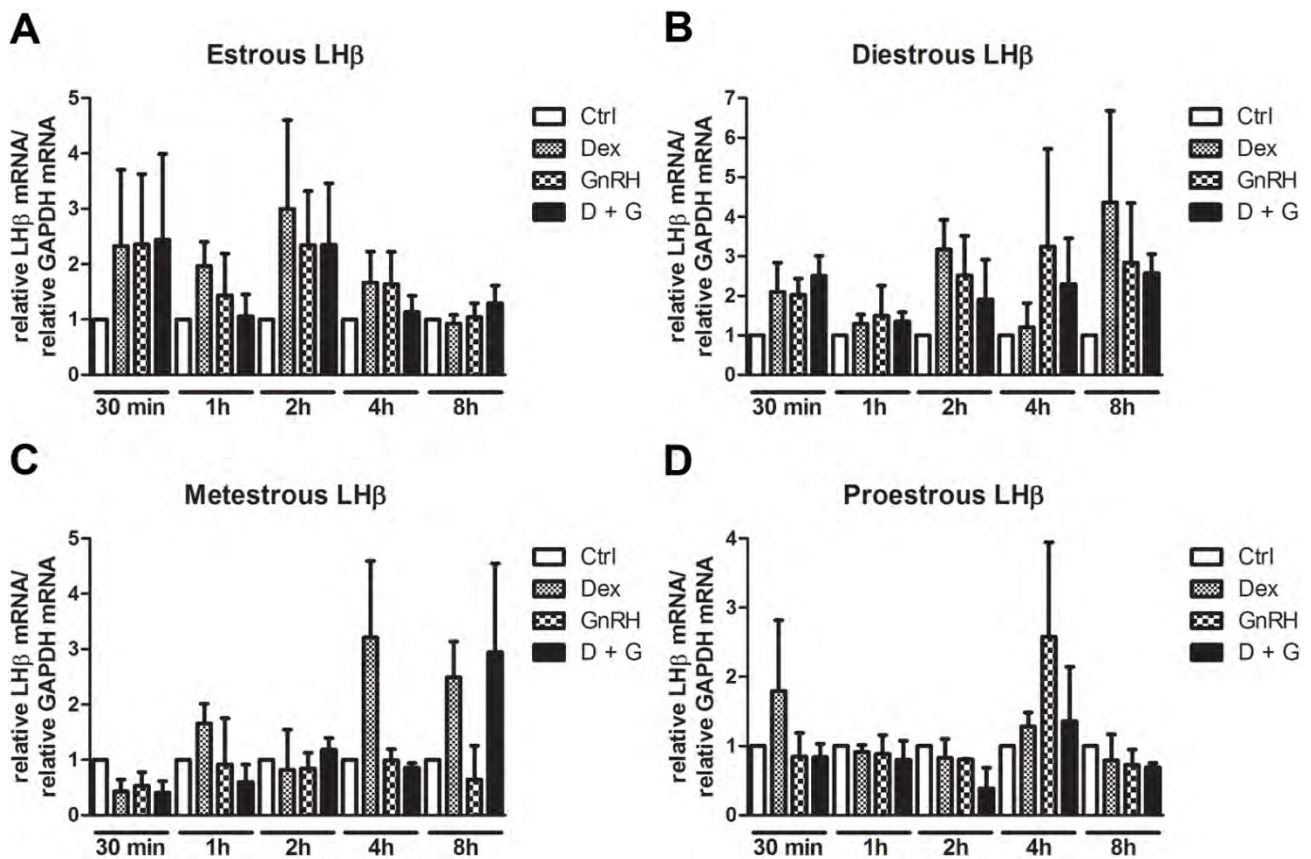 A
Estrous LHβ
relative LHβ mRNA/
relative GAPDH mRNA
5
4
3
2
1
0
30 min 1h 2h 4h 8h
Ctrl
Dex
GnRH
D + G
B
Diestrous LHβ
relative LHβ mRNA/
relative GAPDH mRNA
7
6
5
4
3
2
1
0
30 min 1h 2h 4h 8h
Ctrl
Dex
GnRH
D + G
C
Metestrous LHβ
relative LHβ mRNA/
relative GAPDH mRNA
5
4
3
2
1
0
30 min 1h 2h 4h 8h
Ctrl
Dex
GnRH
D + G
D
Proestrous LHβ
relative LHβ mRNA/
relative GAPDH mRNA
4
3
2
1
0
30 min 1h 2h 4h 8h
Ctrl
Dex
GnRH
D + G